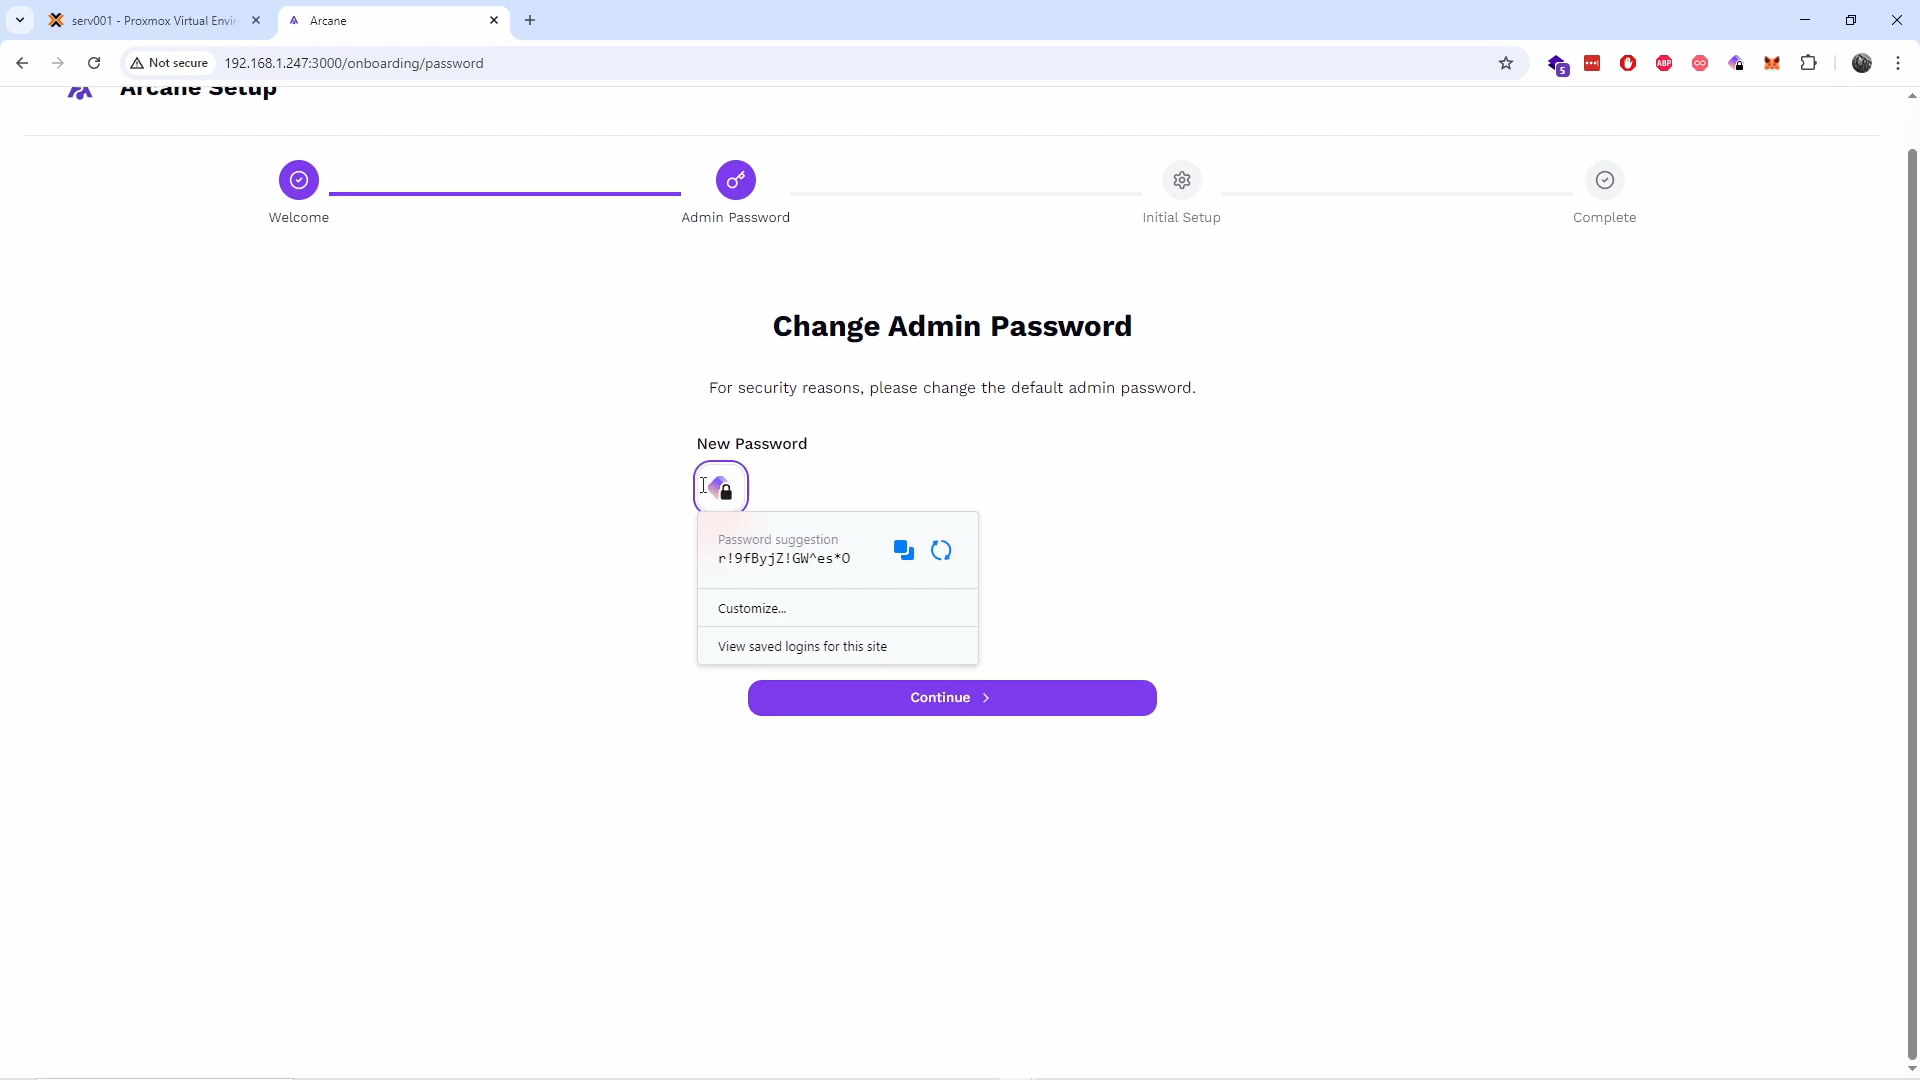 serv001 - Proxmox Virtual Envir
Arcane
Not secure
192.168.1.247:3000/onboarding/password
5
ABP
Arcane Setup
Welcome
Admin Password
Initial Setup
Complete
Change Admin Password
For security reasons, please change the default admin password.
New Password
Password suggestion
r!9fByjZ!GW^es*O
Customize...
View saved logins for this site
Continue